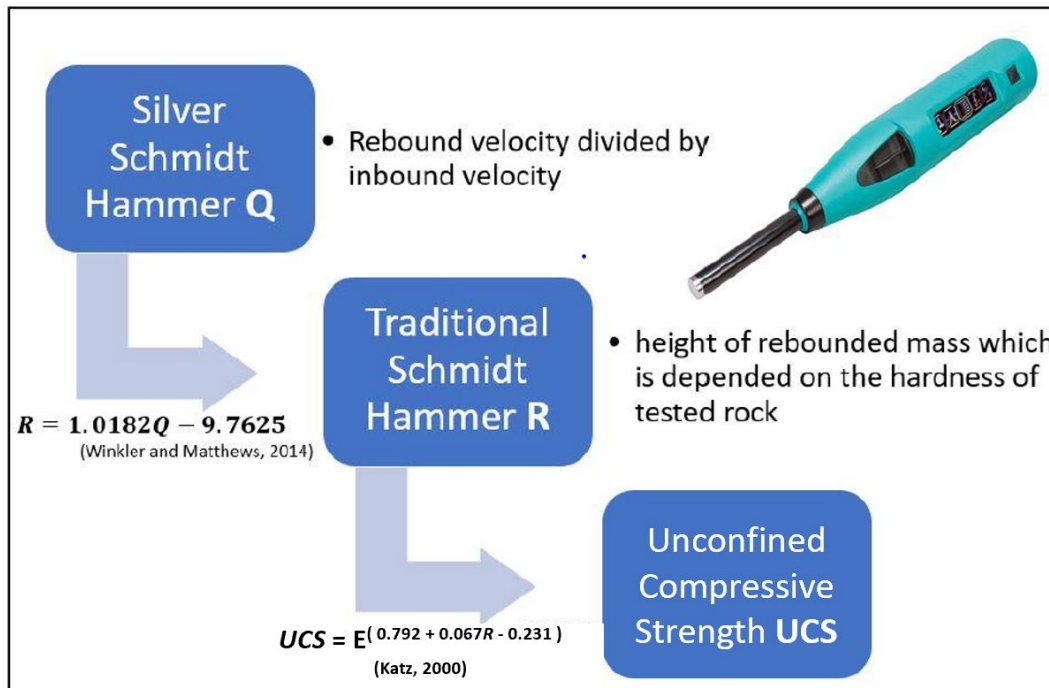 Silver
Schmidt
Hammer Q
• Rebound velocity divided by
inbound velocity
Traditional
Schmidt
Hammer R
• height of rebounded mass which
is depended on the hardness of
tested rock
R = 1.0182Q − 9.7625
(Winkler and Matthews, 2014)
Unconfined
Compressive
Strength UCS
UCS = E^( 0.792 + 0.067R - 0.231 )
(Katz, 2000)